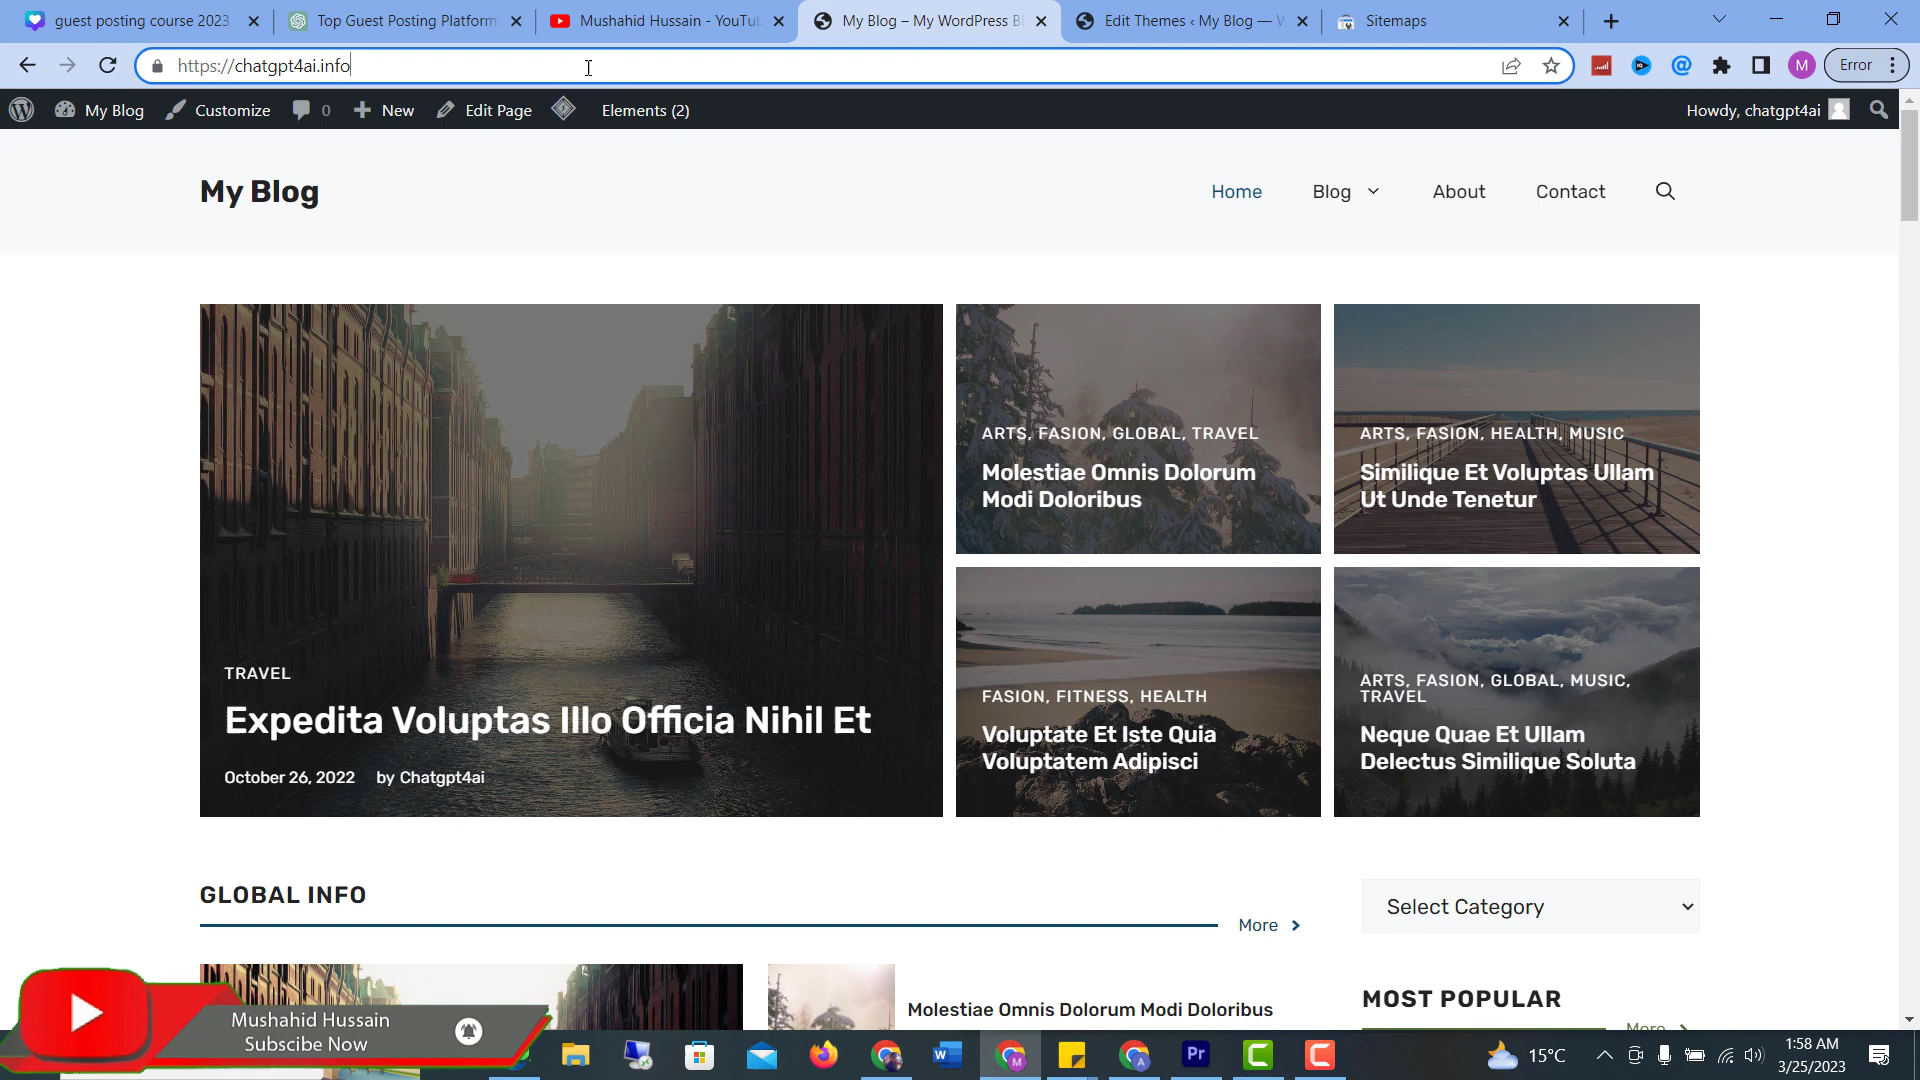 guest posting course 2023
Top Guest Posting Platform
Mushahid Hussain - YouTu
My Blog – My WordPress Bl
Edit Themes ‹ My Blog — W
Sitemaps
https://chatgpt4ai.info
M
Error
My Blog
Customize
0
New
Edit Page
Elements (2)
Howdy, chatgpt4ai
My Blog
Home
Blog
About
Contact
TRAVEL
Expedita Voluptas Illo Officia Nihil Et
October 26, 2022 by Chatgpt4ai
ARTS, FASION, GLOBAL, TRAVEL
Molestiae Omnis Dolorum
Modi Doloribus
ARTS, FASION, HEALTH, MUSIC
Similique Et Voluptas Ullam
Ut Unde Tenetur
FASION, FITNESS, HEALTH
Voluptate Et Iste Quia
Voluptatem Adipisci
ARTS, FASION, GLOBAL, MUSIC,
TRAVEL
Neque Quae Et Ullam
Delectus Similique Soluta
GLOBAL INFO
More
Select Category
Molestiae Omnis Dolorum Modi Doloribus
MOST POPULAR
More
Mushahid Hussain
Subscibe Now
15°C
1:58 AM
3/25/2023